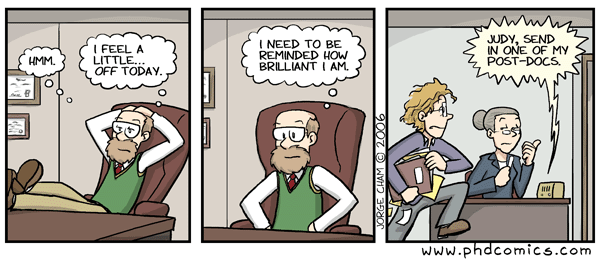 HMM.
I FEEL A
LITTLE...
OFF TODAY.
I NEED TO BE
REMINDED HOW
BRILLIANT I AM.
JUDY, SEND
IN ONE OF MY
POST-DOCS.
JORGE CHAM © 2006
www.phdcomics.com